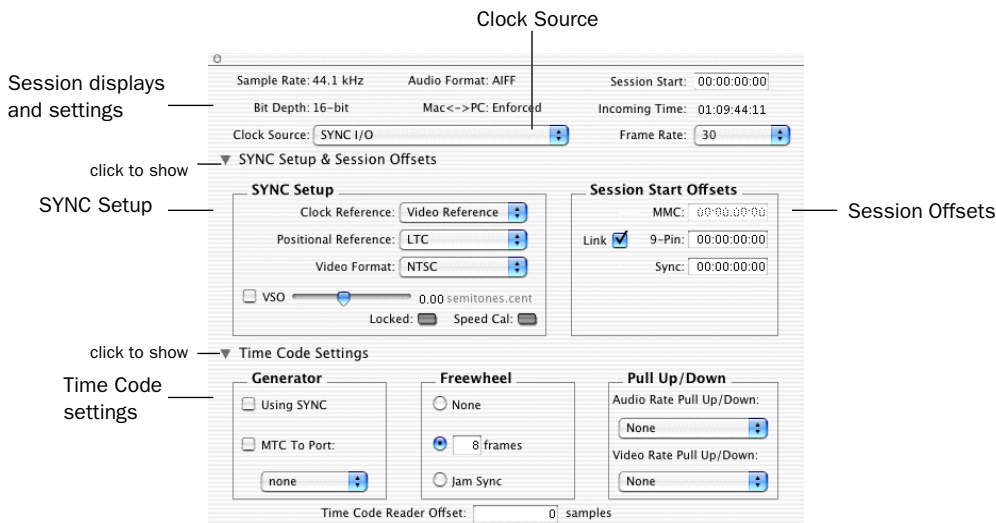 Clock Source
Session displays
and settings
Sample Rate: 44.1 kHz Audio Format: AIFF Session Start: 00:00:00:00
Bit Depth: 16-bit Mac<->PC: Enforced Incoming Time: 01:09:44:11
Clock Source: SYNC I/O Frame Rate: 30
click to show
SYNC Setup & Session Offsets
SYNC Setup
SYNC Setup
Clock Reference: Video Reference
Positional Reference: LTC
Video Format: NTSC
VSO 0.00 semitones.cent
Locked: Speed Cal:
Session Start Offsets
MMC: 00:00:00:00
Link 9-Pin: 00:00:00:00
Sync: 00:00:00:00
Session Offsets
click to show
Time Code Settings
Time Code
settings
Generator
Using SYNC
MTC To Port:
none
Freewheel
None
8 frames
Jam Sync
Pull Up/Down
Audio Rate Pull Up/Down:
None
Video Rate Pull Up/Down:
None
Time Code Reader Offset: 0 samples